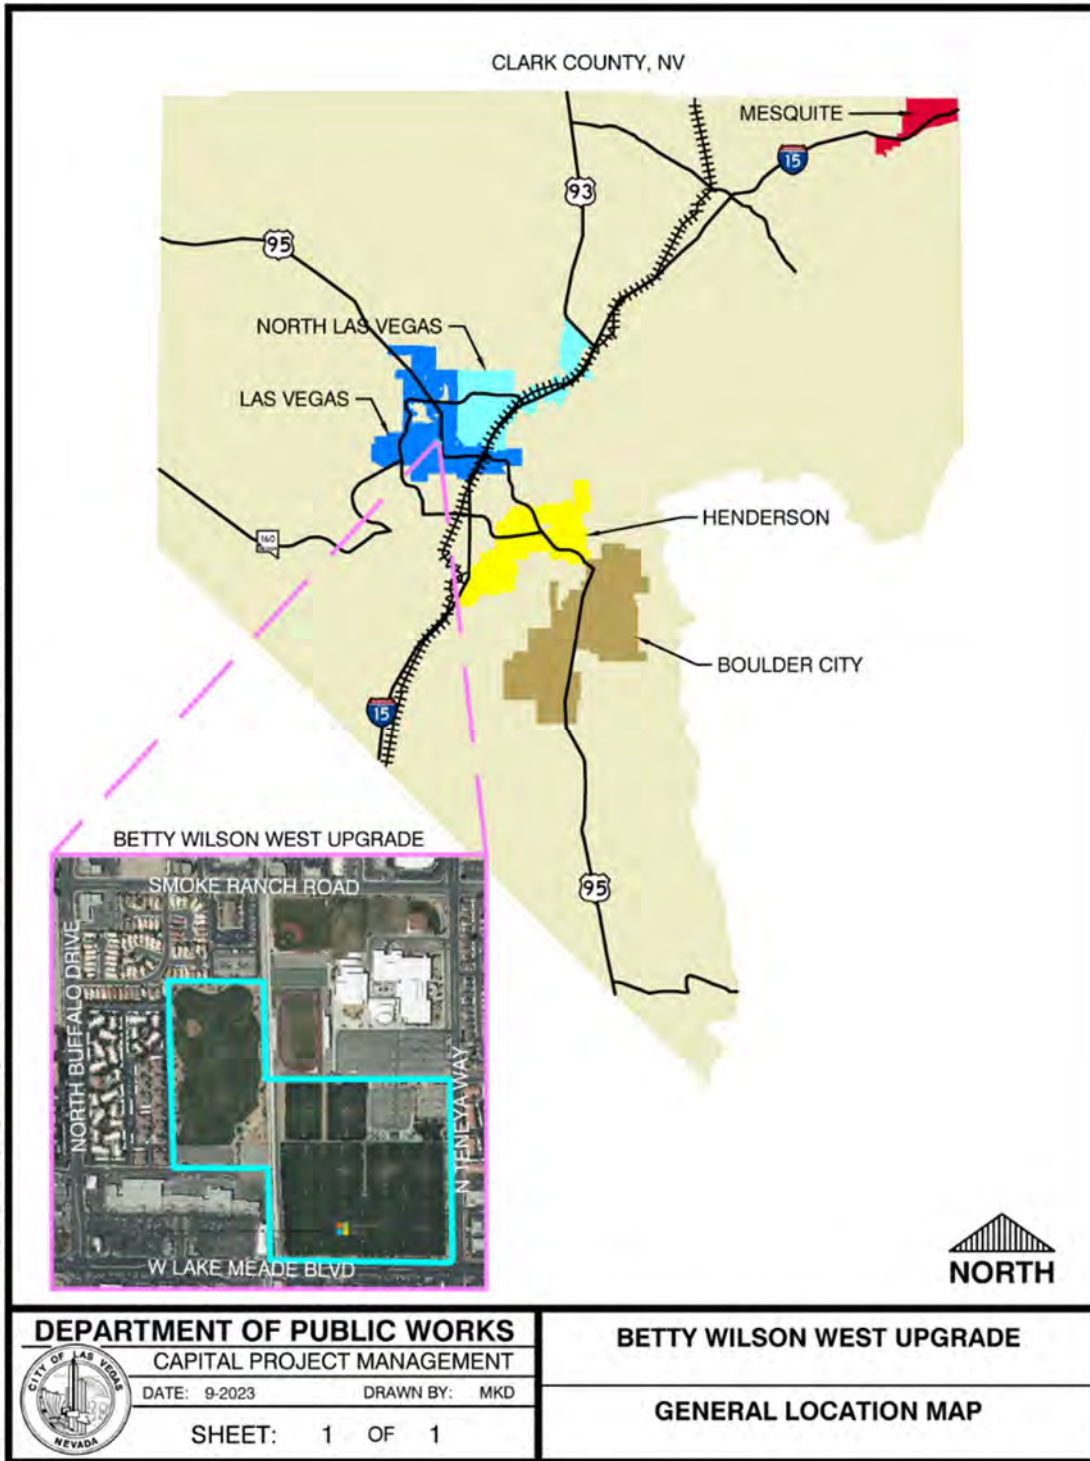 CLARK COUNTY, NV
MESQUITE
15
93
95
NORTH LAS VEGAS
LAS VEGAS
HENDERSON
160
BOULDER CITY
15
95
BETTY WILSON WEST UPGRADE
SMOKE RANCH ROAD
NORTH BUFFALO DRIVE
N TENEYA WAY
W LAKE MEADE BLVD
NORTH
DEPARTMENT OF PUBLIC WORKS
CAPITAL PROJECT MANAGEMENT
DATE: 9-2023 DRAWN BY: MKD
SHEET: 1 OF 1
CITY OF LAS VEGAS
NEVADA
BETTY WILSON WEST UPGRADE
GENERAL LOCATION MAP